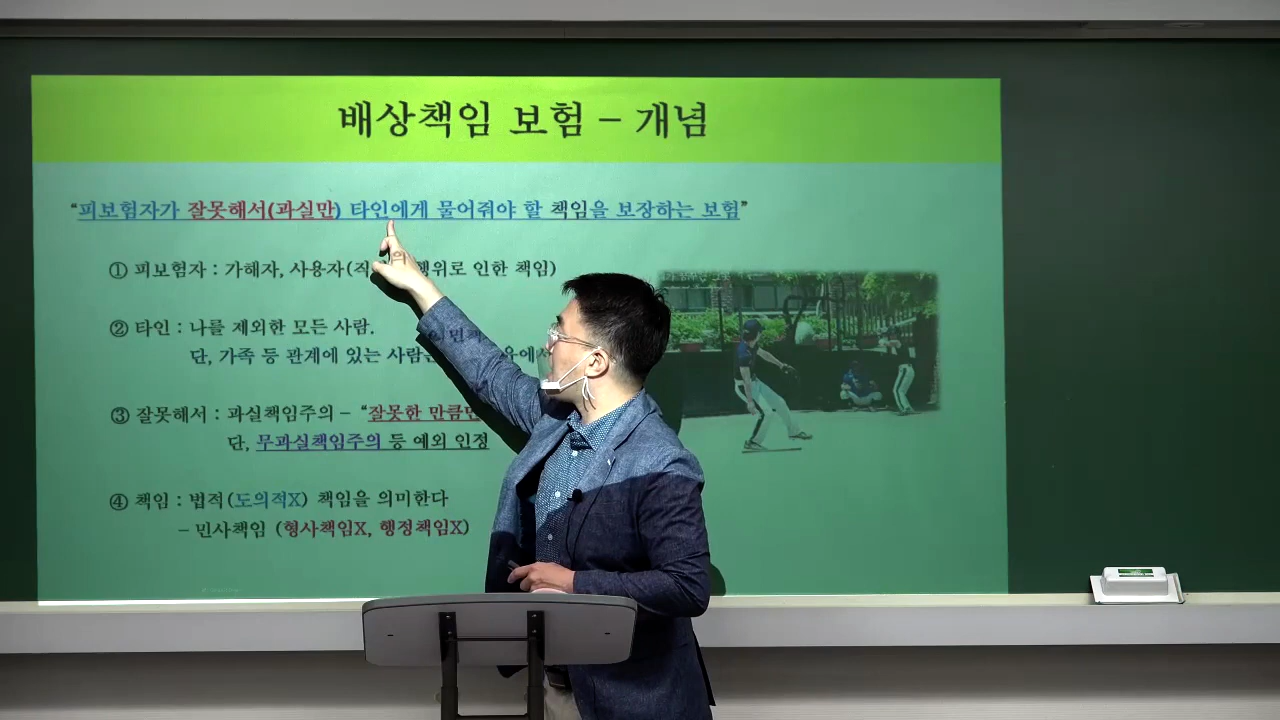 배상책임 보험 – 개념
“피보험자가 잘못해서(과실만) 타인에게 물어줘야 할 책임을 보장하는 보험”
① 피보험자 : 가해자, 사용자( 행위로 인한 책임)
② 타인 : 나를 제외한 모든 사람.
단, 가족 등 관계에 있는 사람
③ 잘못해서 : 과실책임주의 – “잘못한 만큼만
단, 무과실책임주의 등 예외 인정
④ 책임 : 법적(도의적X) 책임을 의미한다
– 민사책임 (형사책임X, 행정책임X)